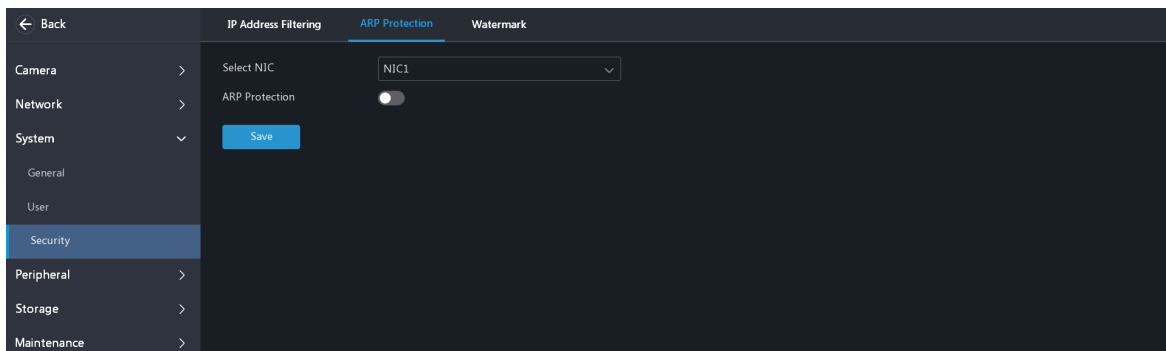 Back
IP Address Filtering
ARP Protection
Watermark
Camera
Network
System
General
User
Security
Peripheral
Storage
Maintenance
Select NIC
NIC1
ARP Protection
Save